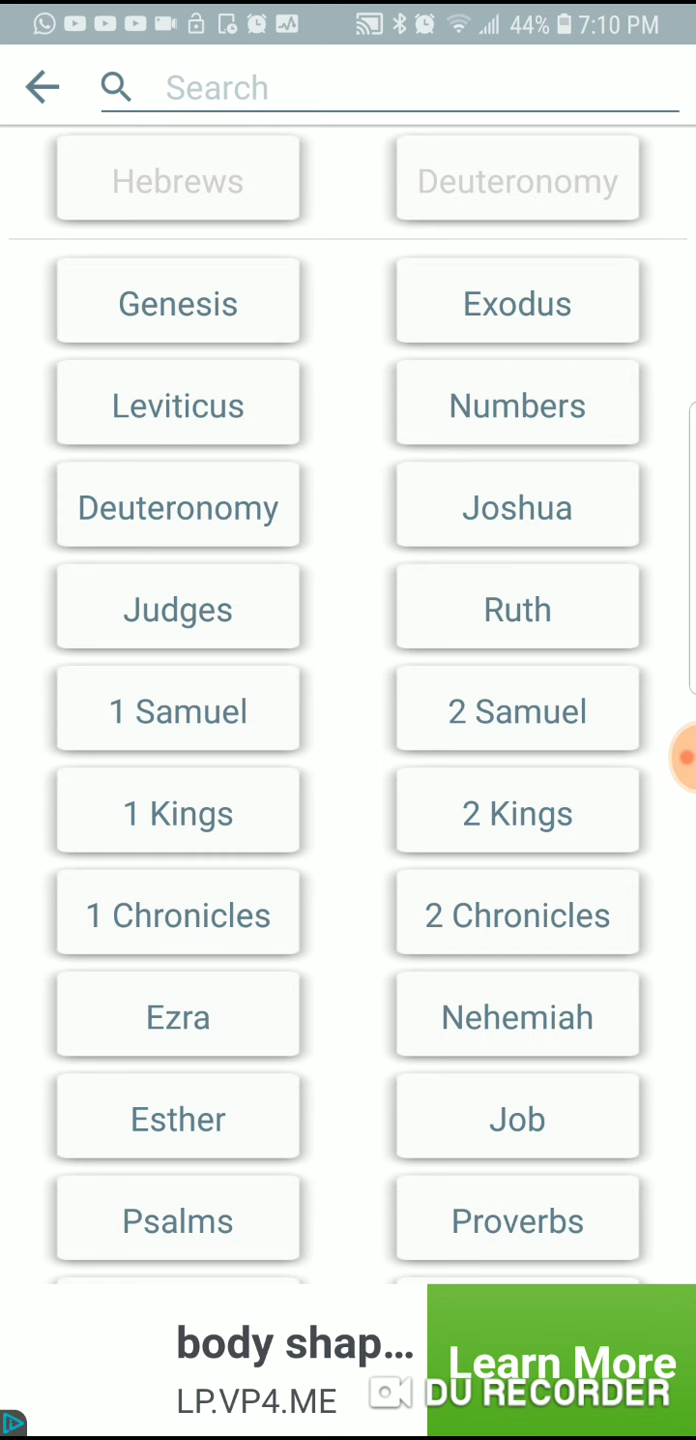 44% 7:10 PM
Search
Hebrews Deuteronomy
Genesis Exodus
Leviticus Numbers
Deuteronomy Joshua
Judges Ruth
1 Samuel 2 Samuel
1 Kings 2 Kings
1 Chronicles 2 Chronicles
Ezra Nehemiah
Esther Job
Psalms Proverbs
body shap...
Learn More
LP.VP4.ME
DU RECORDER